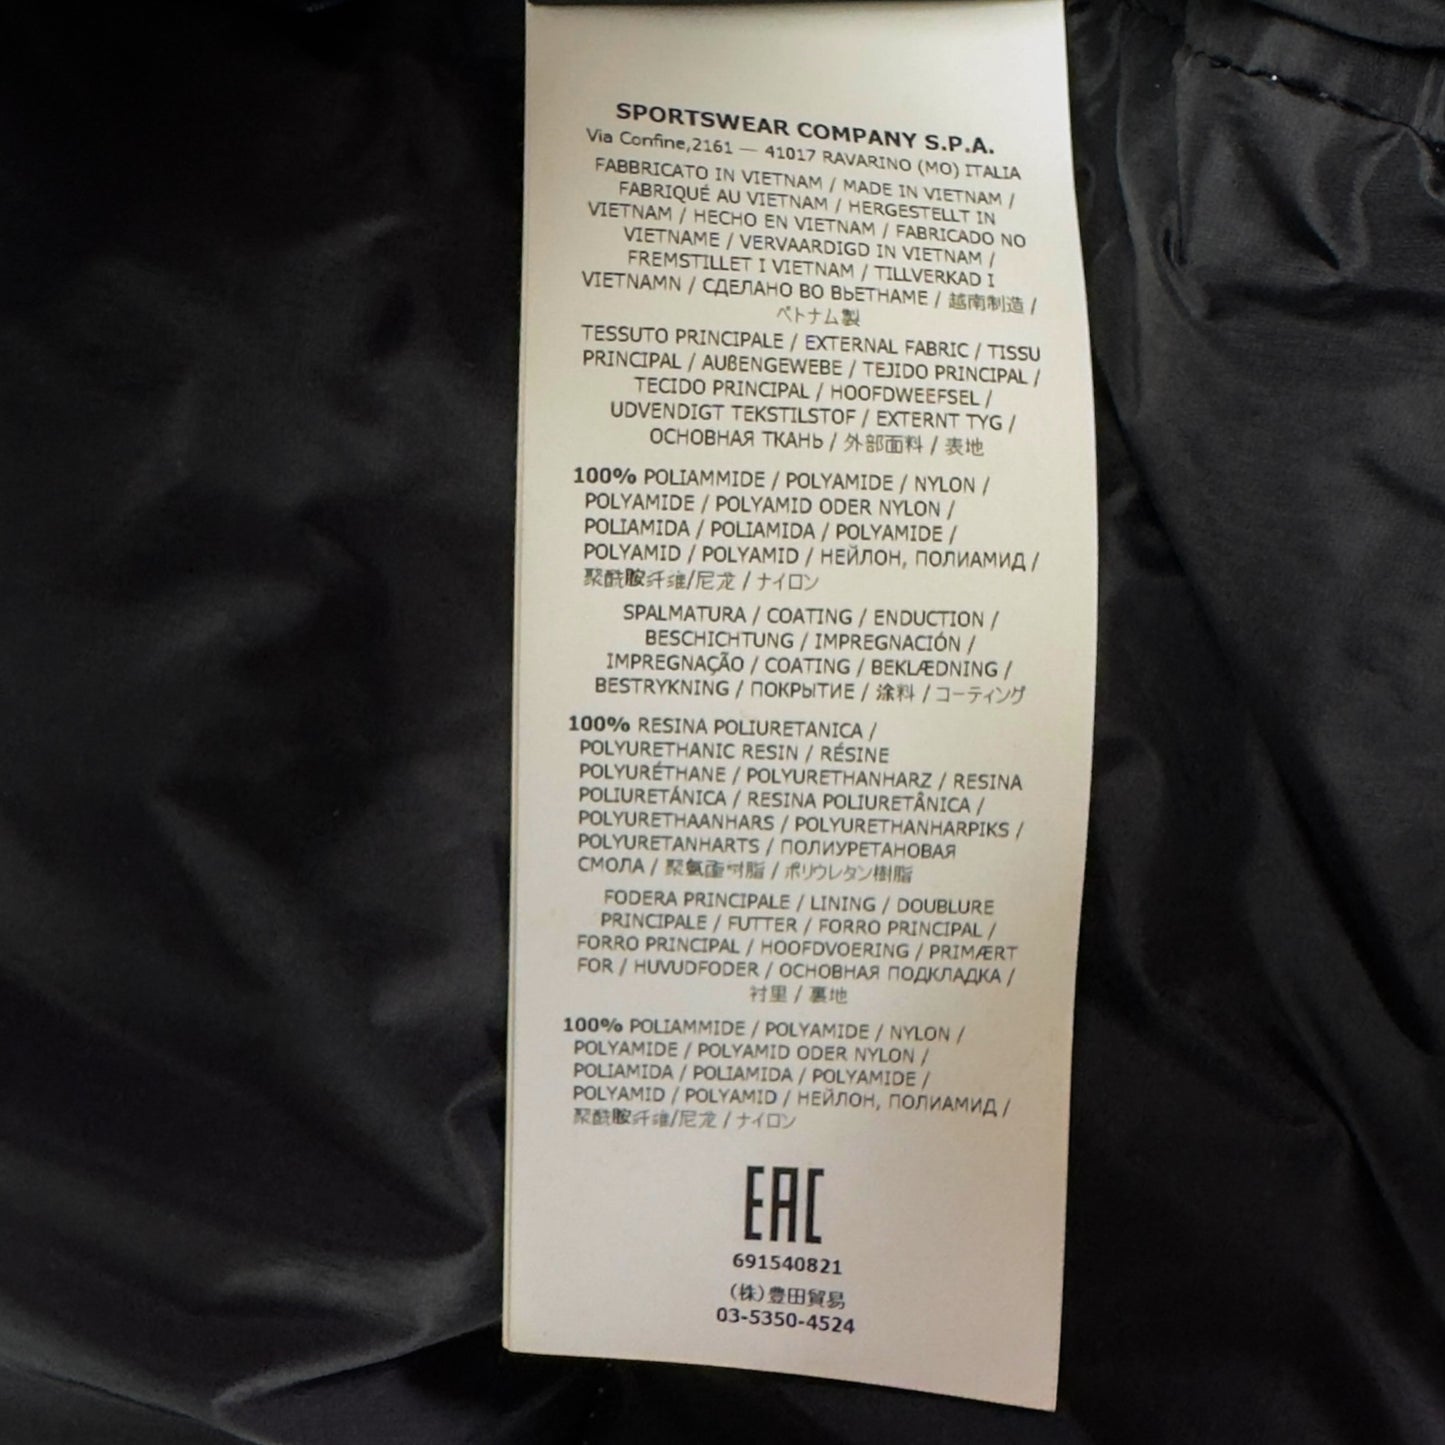 SPORTSWEAR COMPANY S.P.A.
Via Confine,2161 — 41017 RAVARINO (MO) ITALIA
FABBRICATO IN VIETNAM / MADE IN VIETNAM /
FABRIQUÉ AU VIETNAM / HERGESTELLT IN
VIETNAM / HECHO EN VIETNAM / FABRICADO NO
VIETNAME / VERVAARDIGD IN VIETNAM /
FREMSTILLET I VIETNAM / TILLVERKAD I
VIETNAMN / СДЕЛАНО ВО ВЬЕТНАМЕ / 越南制造 /
ベトナム製
TESSUTO PRINCIPALE / EXTERNAL FABRIC / TISSU
PRINCIPAL / AUßENGEWEBE / TEJIDO PRINCIPAL /
TECIDO PRINCIPAL / HOOFDWEEFSEL /
UDVENDIGT TEKSTILSTOF / EXTERNT TYG /
ОСНОВНАЯ ТКАНЬ / 外部面料 / 表地
100% POLIAMMIDE / POLYAMIDE / NYLON /
POLYAMIDE / POLYAMID ODER NYLON /
POLIAMIDA / POLIAMIDA / POLYAMIDE /
POLYAMID / POLYAMID / НЕЙЛОН, ПОЛИАМИД /
聚酰胺纤维/尼龙 / ナイロン
SPALMATURA / COATING / ENDUCTION /
BESCHICHTUNG / IMPREGNACIÓN /
IMPREGNAÇÃO / COATING / BEKLÆDNING /
BESTRYKNING / ПОКРЫТИЕ / 涂料 / コーティング
100% RESINA POLIURETANICA /
POLYURETHANIC RESIN / RÉSINE
POLYURÉTHANE / POLYURETHANHARZ / RESINA
POLIURETÁNICA / RESINA POLIURETÂNICA /
POLYURETHAANHARS / POLYURETHANHARPIKS /
POLYURETANHARTS / ПОЛИУРЕТАНОВАЯ
СМОЛА / 聚氨酯树脂 / ポリウレタン樹脂
FODERA PRINCIPALE / LINING / DOUBLURE
PRINCIPALE / FUTTER / FORRO PRINCIPAL /
FORRO PRINCIPAL / HOOFDVOERING / PRIMÆRT
FOR / HUVUDFODER / ОСНОВНАЯ ПОДКЛАДКА /
衬里 / 裏地
100% POLIAMMIDE / POLYAMIDE / NYLON /
POLYAMIDE / POLYAMID ODER NYLON /
POLIAMIDA / POLIAMIDA / POLYAMIDE /
POLYAMID / POLYAMID / НЕЙЛОН, ПОЛИАМИД /
聚酰胺纤维/尼龙 / ナイロン
EAC
691540821
(株)豊田貿易
03-5350-4524